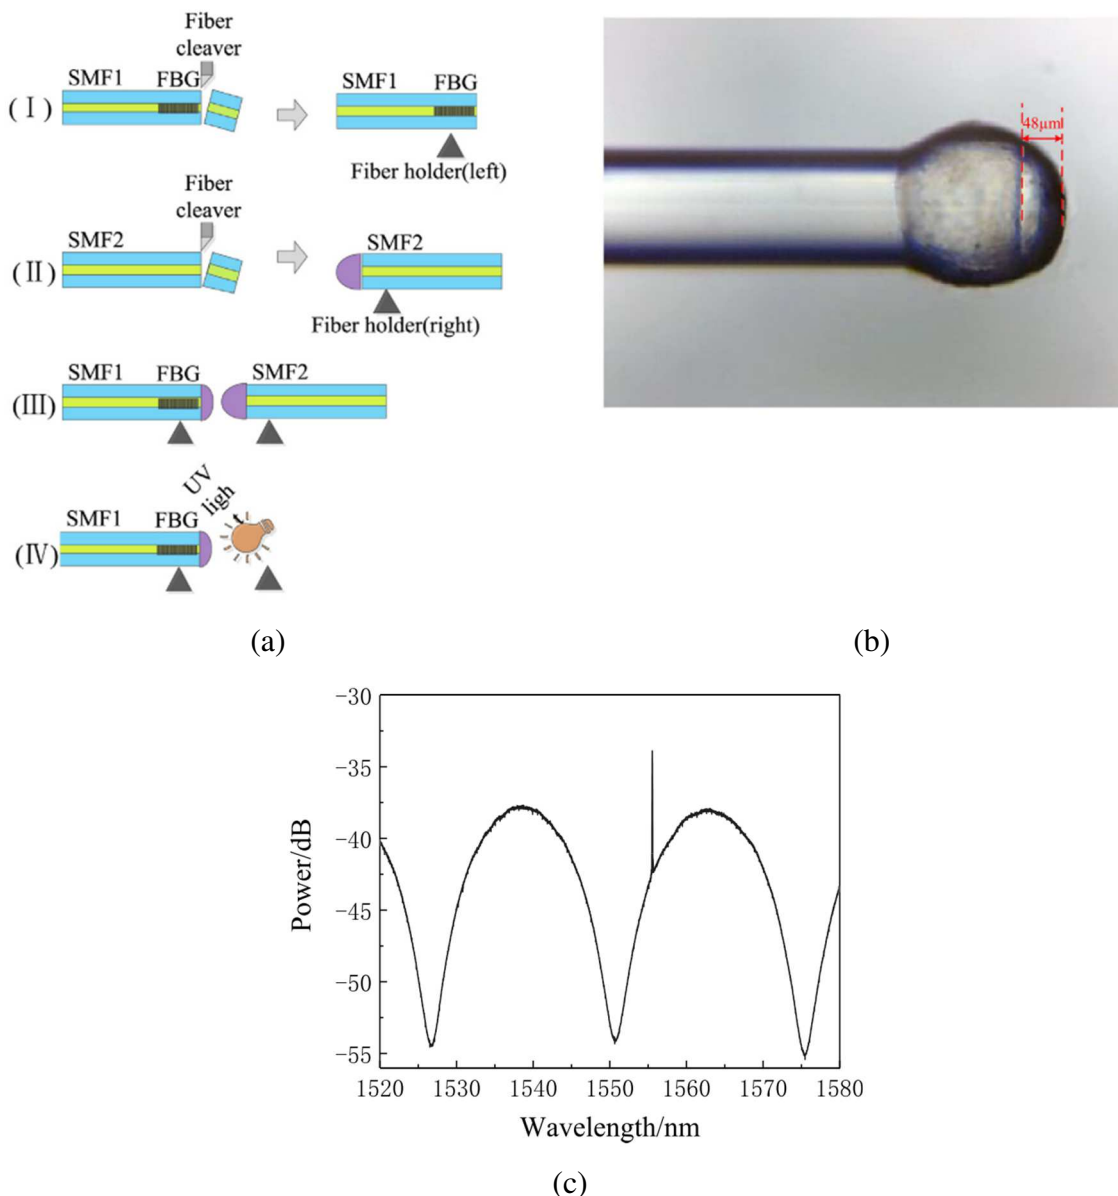 Fiber
cleaver
SMF1 FBG SMF1 FBG
(Ⅰ)
Fiber holder(left)
Fiber
cleaver
SMF2 SMF2
(Ⅱ)
Fiber holder(right)
SMF1 FBG SMF2
(Ⅲ)
UV
ligh
SMF1 FBG
(Ⅳ)
(a)
48μm
(b)
-30
-35
-40
-45
-50
-55
Power/dB
1520 1530 1540 1550 1560 1570 1580
Wavelength/nm
(c)